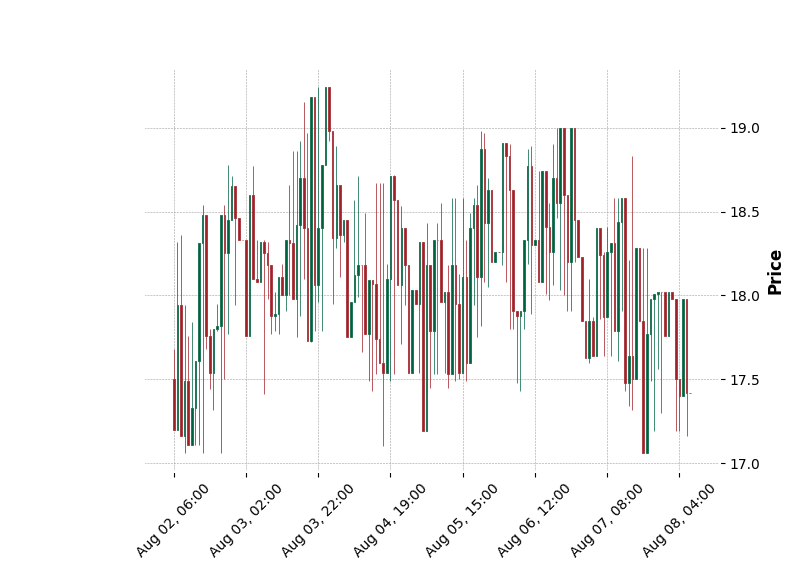 19.0
18.5
18.0
17.5
17.0
Price
Aug 02, 06:00
Aug 03, 02:00
Aug 03, 22:00
Aug 04, 19:00
Aug 05, 15:00
Aug 06, 12:00
Aug 07, 08:00
Aug 08, 04:00